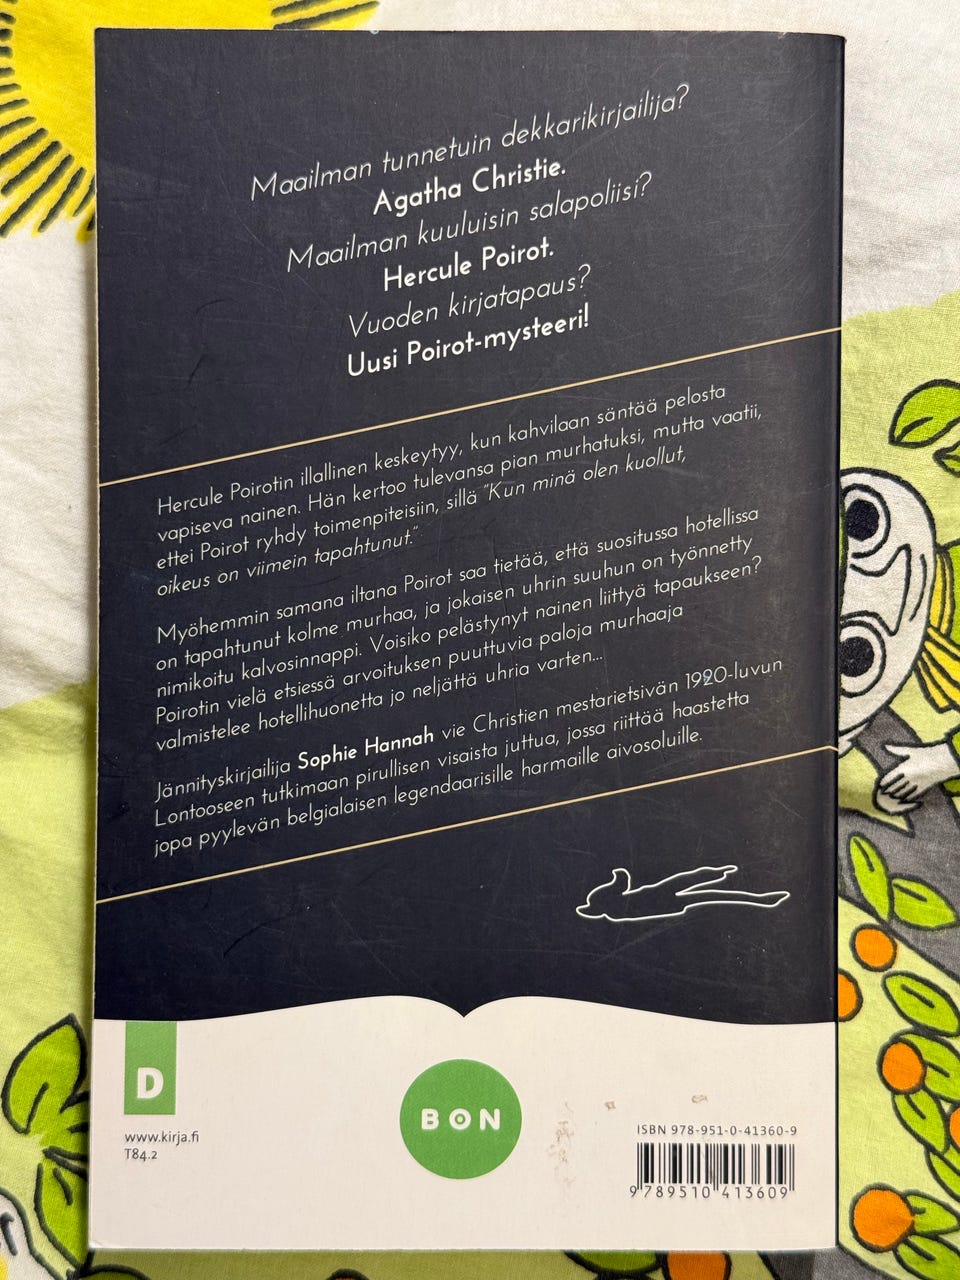 Maailman tunnetuin dekkarikirjailija?
Agatha Christie.
Maailman kuuluisin salapoliisi?
Hercule Poirot.
Vuoden kirjatapaus?
Uusi Poirot-mysteeri!
Hercule Poirotin illallinen keskeytyy, kun kahvilaan säntää pelosta
vapiseva nainen. Hän kertoo tulevansa pian murhatuksi, mutta vaatii,
ettei Poirot ryhdy toimenpiteisiin, sillä "Kun minä olen kuollut,
oikeus on viimein tapahtunut."
Myöhemmin samana iltana Poirot saa tietää, että suositussa hotellissa
on tapahtunut kolme murhaa, ja jokaisen uhrin suuhun on työnnetty
nimikoitu kalvosinnappi. Voisiko pelästynyt nainen liittyä tapaukseen?
Poirotin vielä etsiessä arvoituksen puuttuvia paloja murhaaja
valmistelee hotellihuonetta jo neljättä uhria varten...
Jännityskirjailija Sophie Hannah vie Christien mestarietsivän 1920-luvun
Lontooseen tutkimaan pirullisen visaista juttua, jossa riittää haastetta
jopa pyylevän belgialaisen legendaarisille harmaille aivosoluille.
D
BON
www.kirja.fi
T84.2
ISBN 978-951-0-41360-9
9 789510 413609